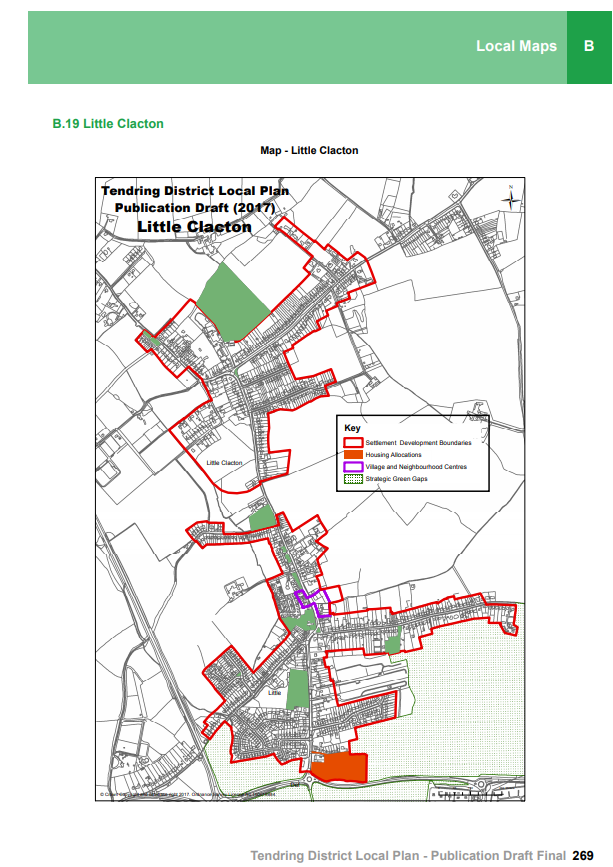 Local Maps B
B.19 Little Clacton
Map - Little Clacton
Tendring District Local Plan
Publication Draft (2017)
Little Clacton
N
Key
Settlement Development Boundaries
Housing Allocations
Village and Neighbourhood Centres
Strategic Green Gaps
Little Clacton
Little
Tendring District Local Plan - Publication Draft Final 269